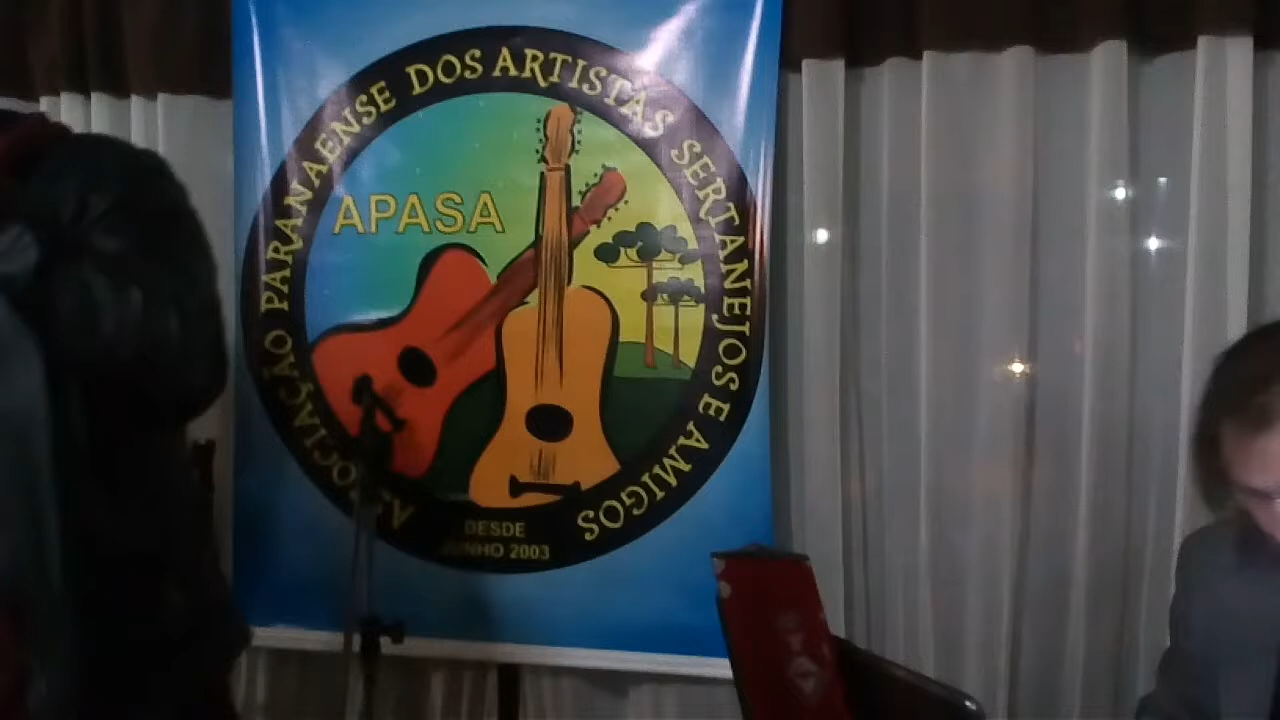 ASSOCIAÇÃO PARANAENSE DOS ARTISTAS SERTANEJOS E AMIGOS
APASA
DESDE
JUNHO 2003